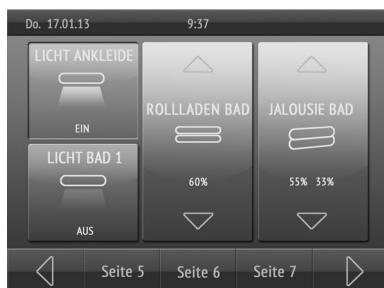 Do. 17.01.13 9:37
LICHT ANKLEIDE
EIN
LICHT BAD 1
AUS
ROLLLADEN BAD
60%
JALOUSIE BAD
55% 33%
Seite 5 Seite 6 Seite 7